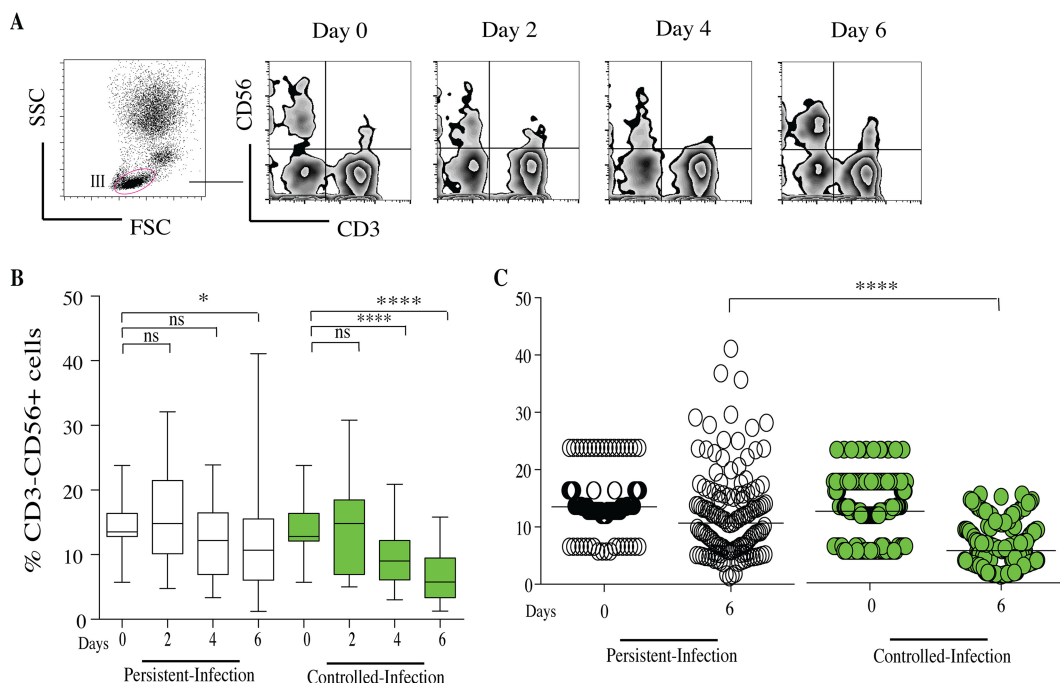 A
Day 0 Day 2 Day 4 Day 6
SSC
CD56
III
FSC
CD3
B
C
% CD3-CD56+ cells
50
40
30
20
10
0
*
ns
ns
****
****
ns
Days 0 2 4 6 0 2 4 6
Persistent-Infection Controlled-Infection
50
40
30
20
10
0
****
Days 0 6 0 6
Persistent-Infection Controlled-Infection